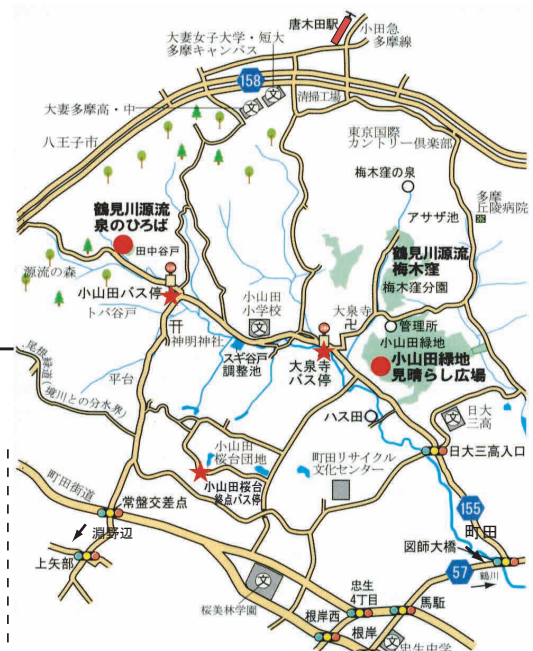 唐木田駅
小田急
多摩線
大妻女子大学・短大
多摩キャンパス
158
文
文
清掃工場
大妻多摩高・中
八王子市
東京国際
カントリー倶楽部
梅木窪の泉
アサザ池
多摩
丘陵病院
鶴見川源流
泉のひろば
田中谷戸
源流の森
小山田バス停
トバ谷戸
鶴見川源流
梅木窪
梅木窪分園
小山田
小学校
文
大泉寺
卍
管理所
小山田緑地
神明神社
スギ谷戸
調整池
大泉寺
バス停
小山田緑地
見晴らし広場
尾根緑道
(境川との分水界)
平台
ハス田
日大
三高
文
小山田
桜台団地
日大三高入口
町田リサイクル
文化センター
小山田桜台
終点バス停
町田街道
常盤交差点
淵野辺
上矢部
155
町田
図師大橋
57
鶴川
文
桜美林学園
忠生
4丁目
馬駈
根岸西
根岸
文
忠生中学